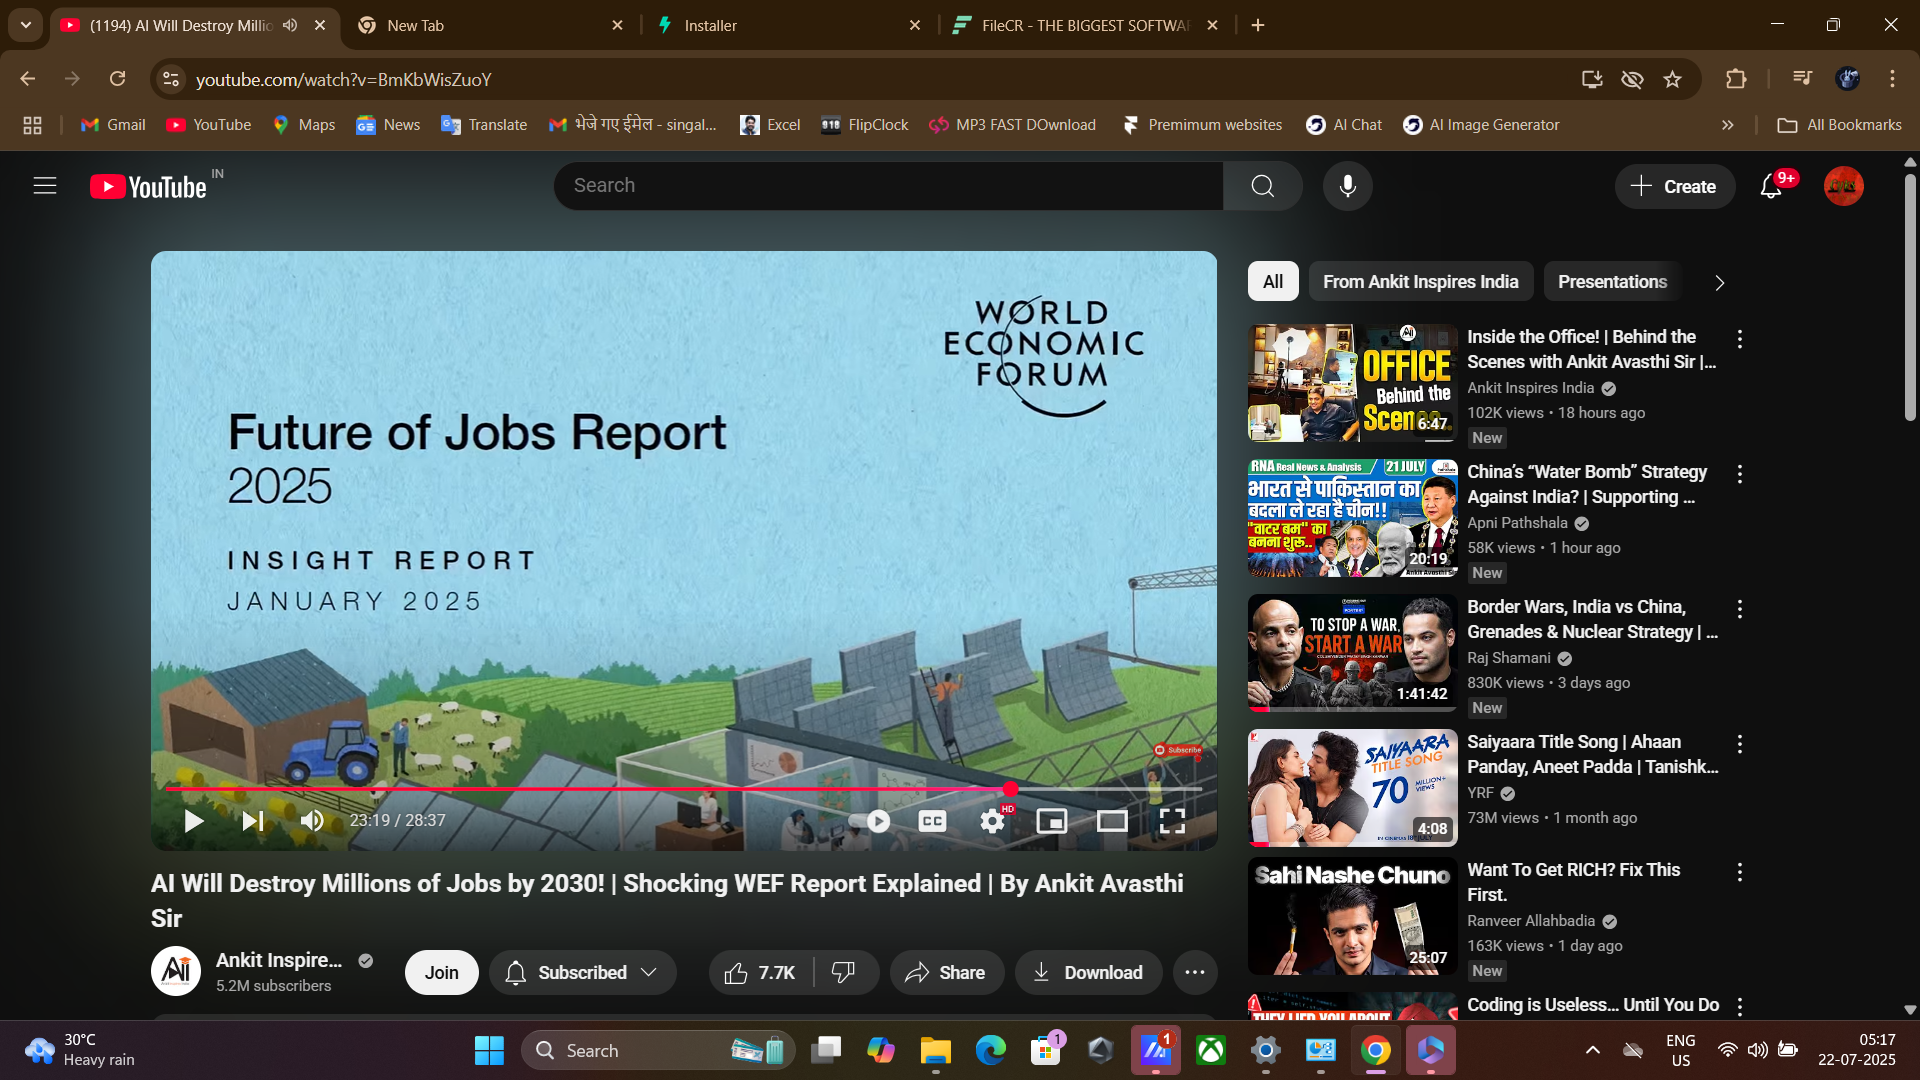 (1194) AI Will Destroy Millio
New Tab
Installer
FileCR - THE BIGGEST SOFTWA
youtube.com/watch?v=BmKbWisZuoY
Gmail
YouTube
Maps
News
Translate
भेजे गए ईमेल - singal...
Excel
FlipClock
MP3 FAST DOwnload
Premimum websites
AI Chat
AI Image Generator
All Bookmarks
YouTube IN
Search
Create
9+
WORLD
ECONOMIC
FORUM
Future of Jobs Report
2025
INSIGHT REPORT
JANUARY 2025
Subscribe
23:19 / 28:37
CC
HD
AI Will Destroy Millions of Jobs by 2030! | Shocking WEF Report Explained | By Ankit Avasthi
Sir
Ankit Inspire...
5.2M subscribers
Join
Subscribed
7.7K
Share
Download
All
From Ankit Inspires India
Presentations
OFFICE
Behind the
Scen
6:47
Inside the Office! | Behind the
Scenes with Ankit Avasthi Sir |...
Ankit Inspires India
102K views • 18 hours ago
New
RNA Real News & Analysis
21 JULY
भारत से पाकिस्तान का
बदला ले रहा है चीन!!
"वाटर बम" का
बनना शुरू..
20:19
China's “Water Bomb” Strategy
Against India? | Supporting ...
Apni Pathshala
58K views • 1 hour ago
New
TO STOP A WAR,
START A WAR
1:41:42
Border Wars, India vs China,
Grenades & Nuclear Strategy | ...
Raj Shamani
830K views • 3 days ago
New
SAIYAARA
TITLE SONG
70 MILLION+
VIEWS
4:08
Saiyaara Title Song | Ahaan
Panday, Aneet Padda | Tanishk...
YRF
73M views • 1 month ago
Sahi Nashe Chuno
25:07
Want To Get RICH? Fix This
First.
Ranveer Allahbadia
163K views • 1 day ago
New
THEY LIED YOU ABOUT
Coding is Useless... Until You Do
30°C
Heavy rain
Search
1
1
ENG
US
05:17
22-07-2025